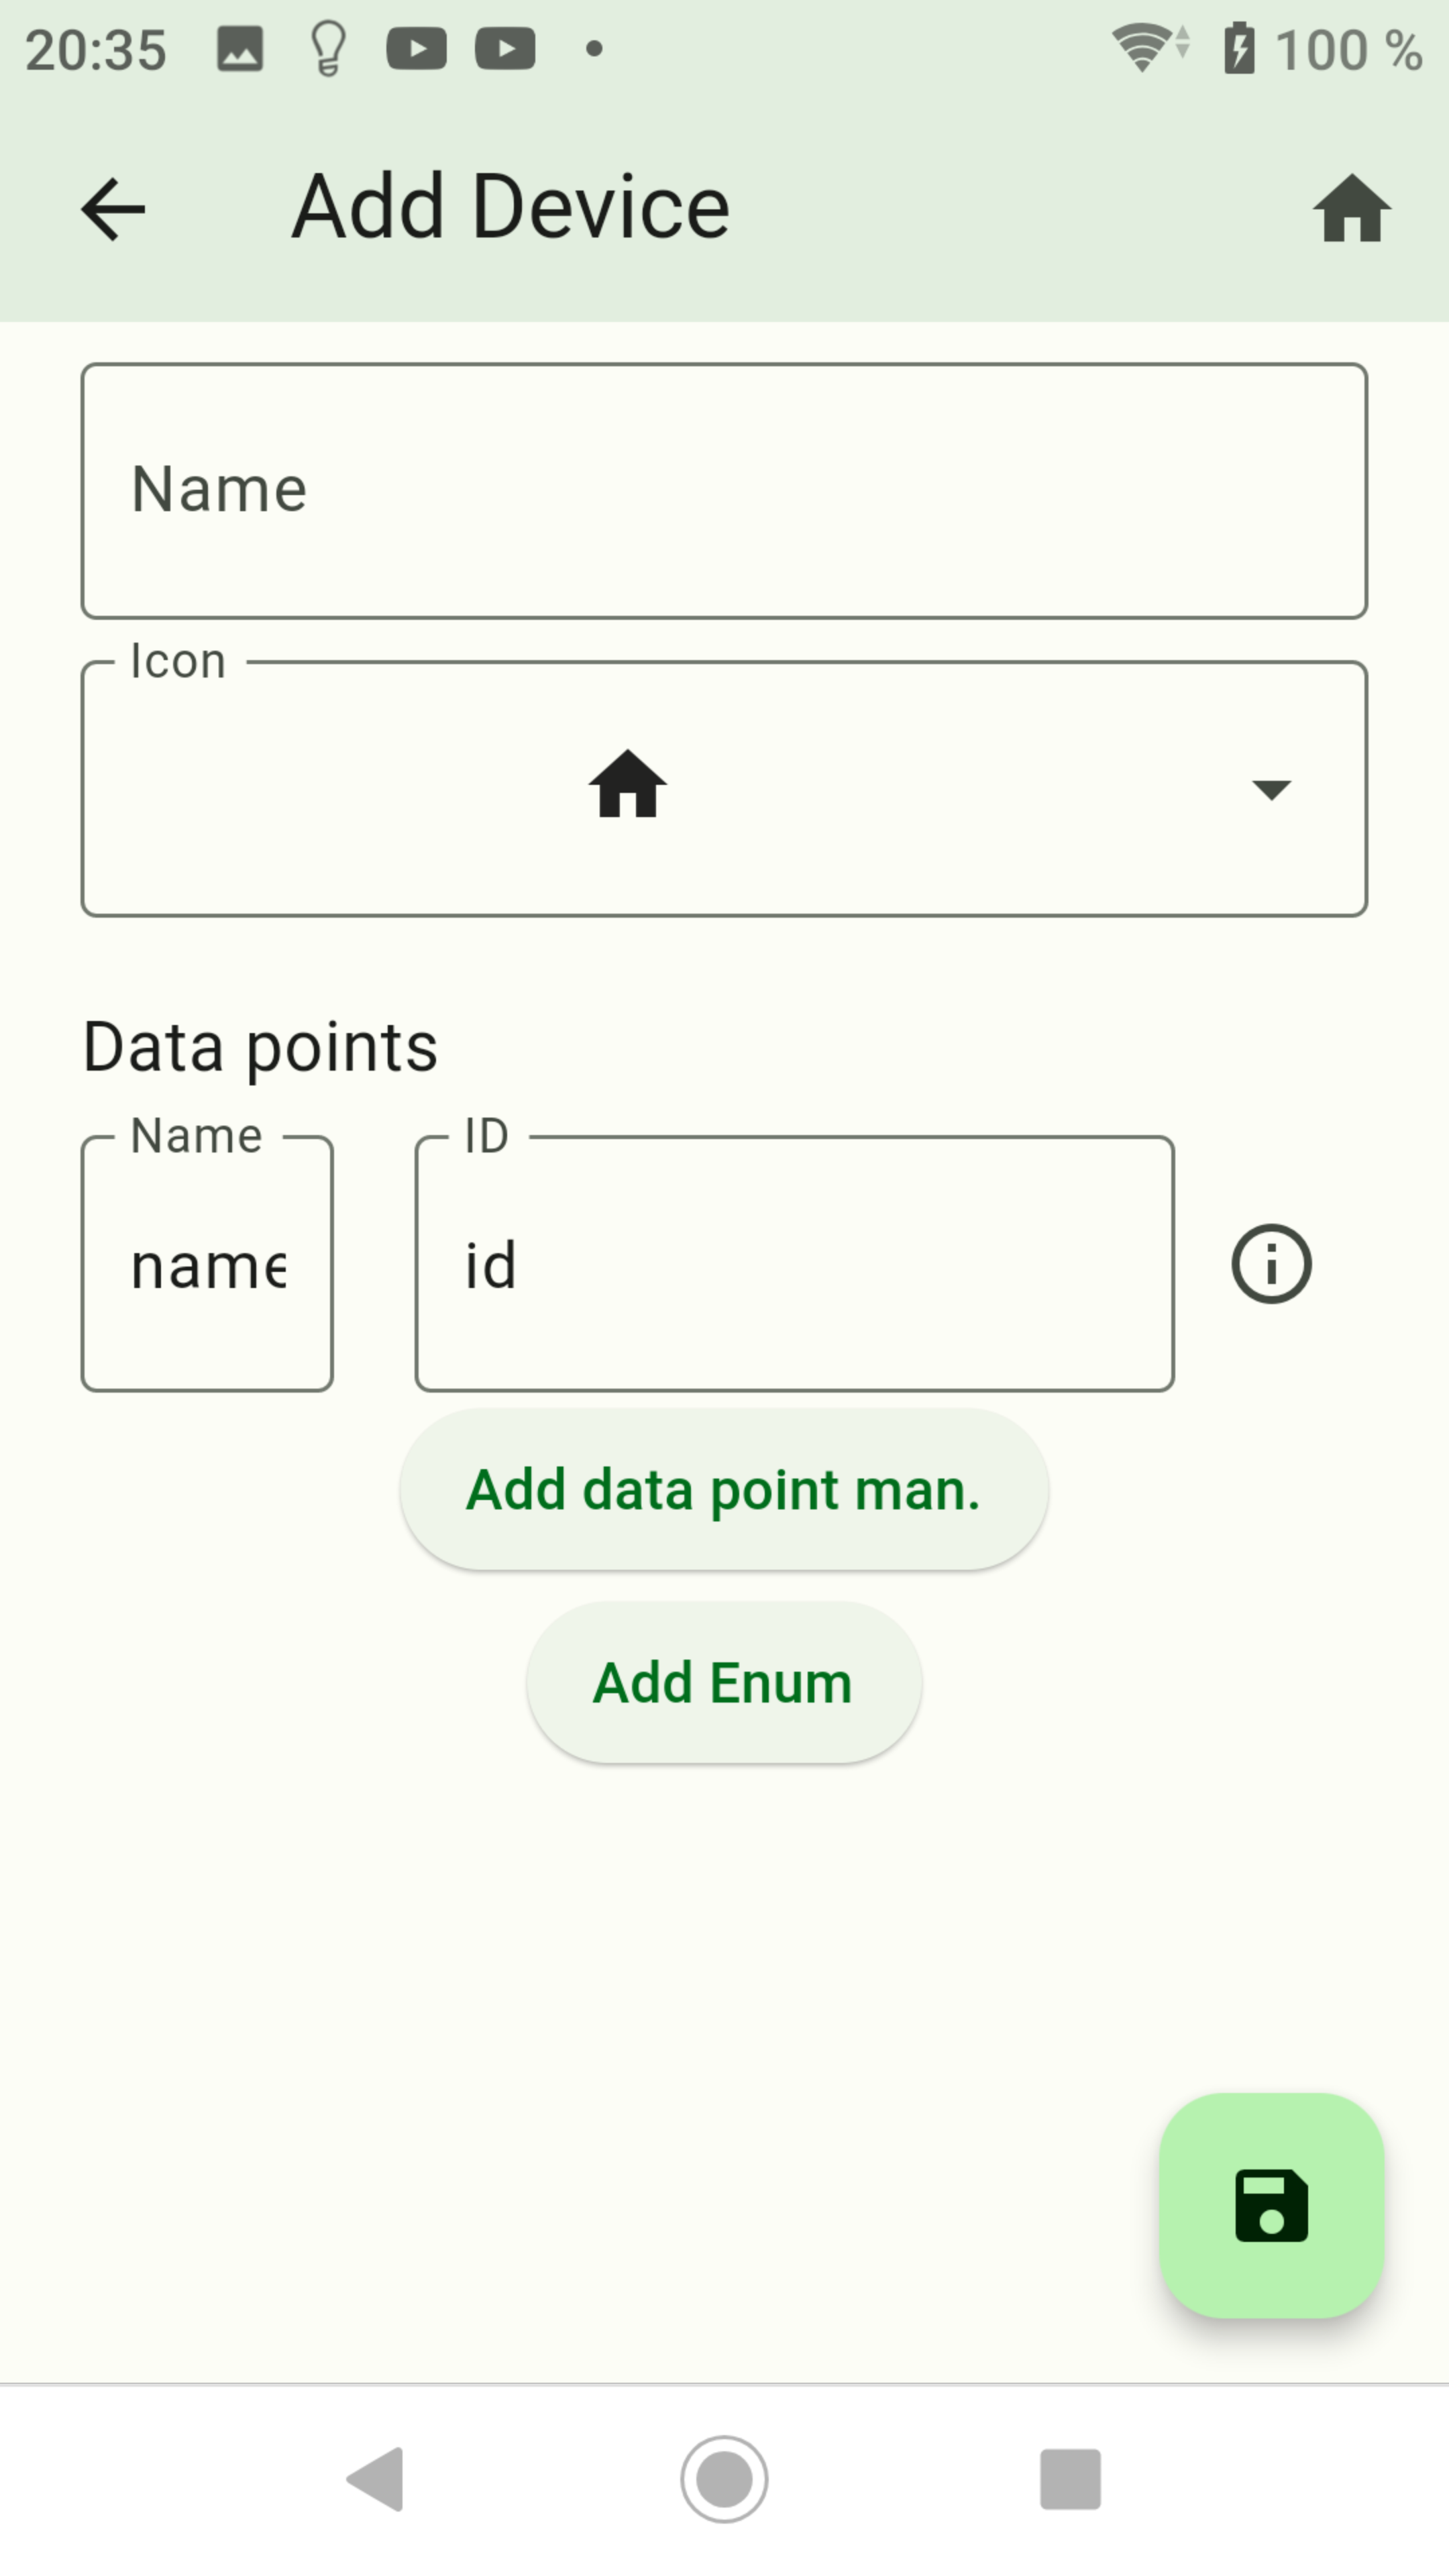 20:35 100 %
Add Device
Name
Icon
Data points
Name ID
name id
Add data point man.
Add Enum